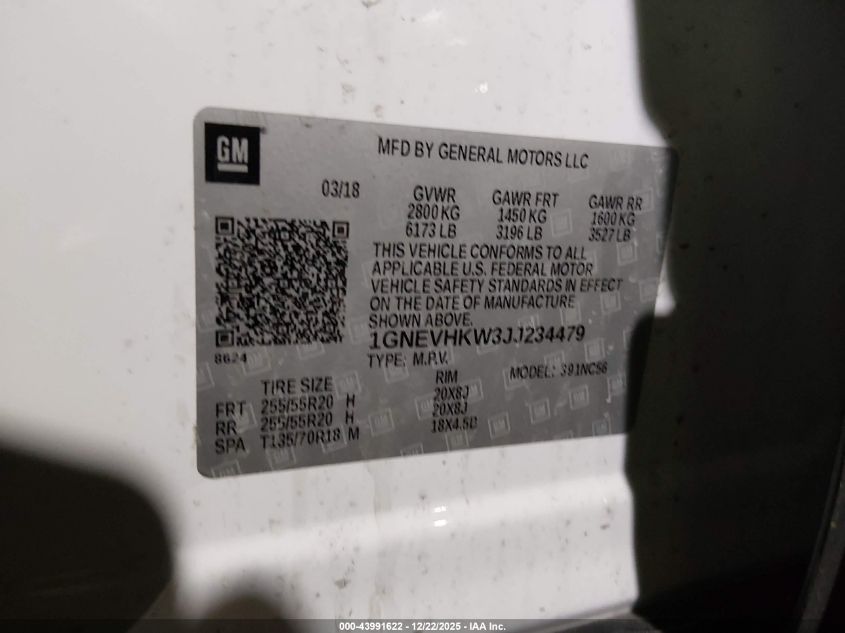 GM
MFD BY GENERAL MOTORS LLC
03/18
GVWR GAWR FRT GAWR RR
2800 KG 1450 KG 1600 KG
6173 LB 3196 LB 3527 LB
THIS VEHICLE CONFORMS TO ALL
APPLICABLE U.S. FEDERAL MOTOR
VEHICLE SAFETY STANDARDS IN EFFECT
ON THE DATE OF MANUFACTURE
SHOWN ABOVE.
1GNEVHKW3JJ234479
8624
TYPE: M.P.V. MODEL: 391NC56
TIRE SIZE RIM
FRT 255/55R20 H 20X8J
RR 255/55R20 H 20X8J
SPA T135/70R18 M 18X4.5B
000-43991622 - 12/22/2025 - IAA Inc.